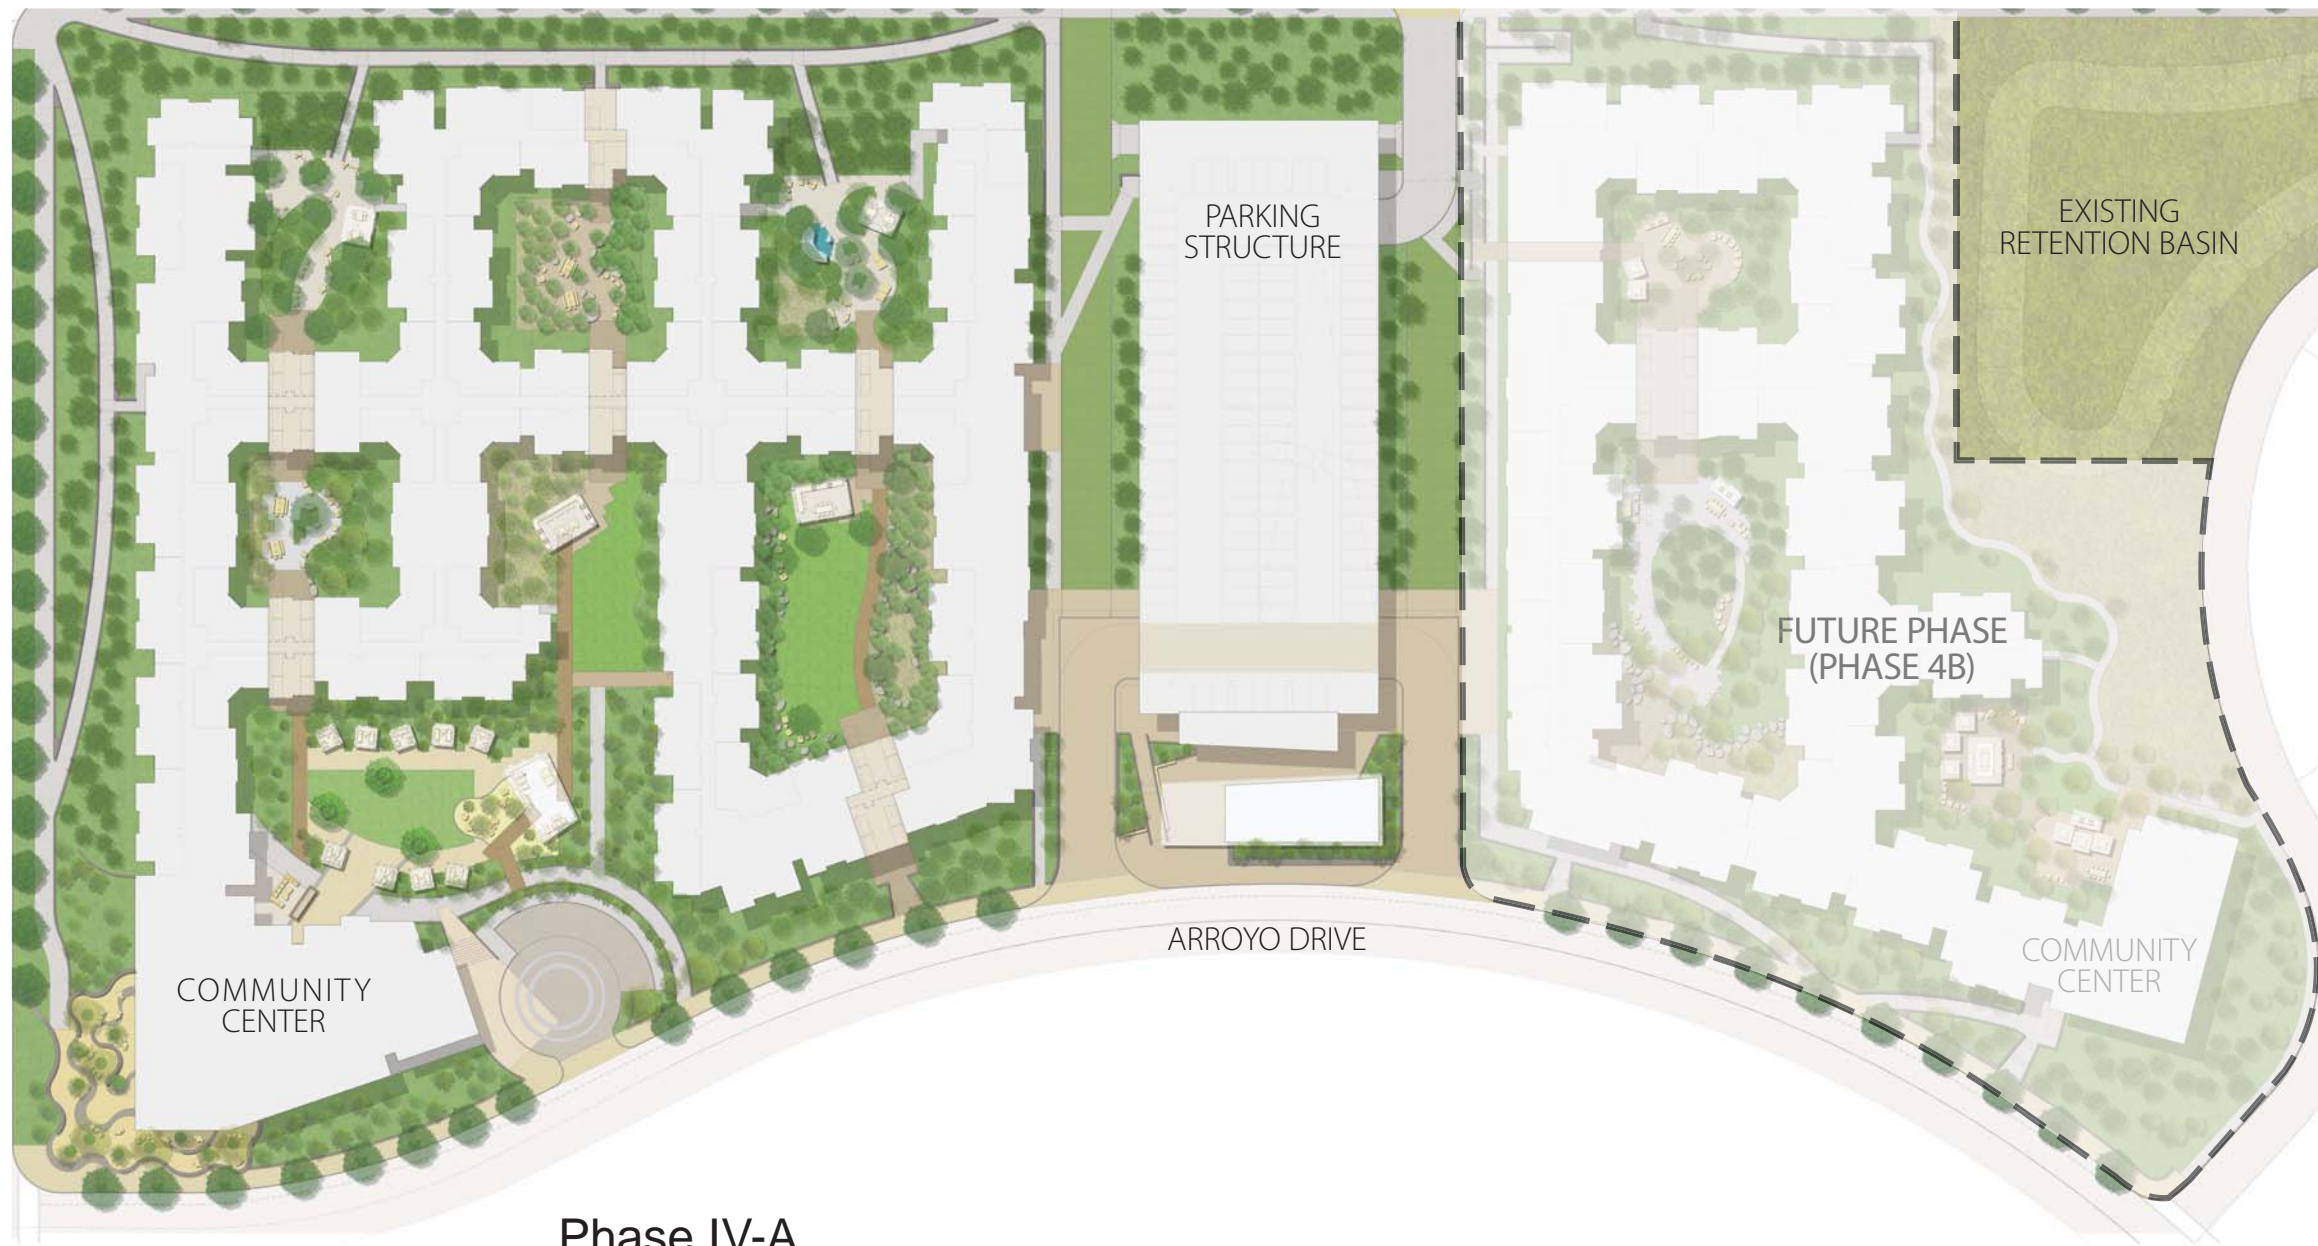 PARKING
STRUCTURE
EXISTING
RETENTION BASIN
FUTURE PHASE
(PHASE 4B)
ARROYO DRIVE
COMMUNITY
CENTER
COMMUNITY
CENTER
Phase IV-A